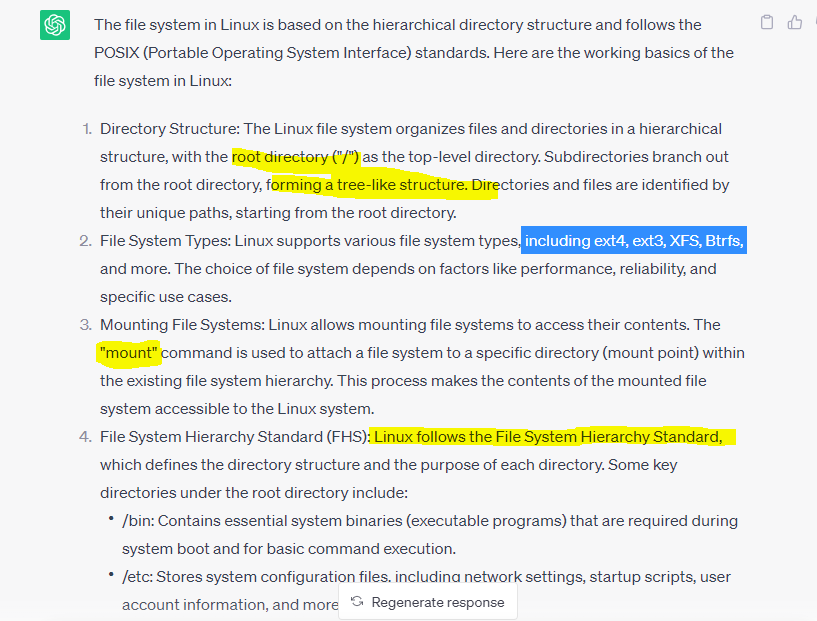 The file system in Linux is based on the hierarchical directory structure and follows the
POSIX (Portable Operating System Interface) standards. Here are the working basics of the
file system in Linux:
1. Directory Structure: The Linux file system organizes files and directories in a hierarchical
structure, with the root directory ("/") as the top-level directory. Subdirectories branch out
from the root directory, forming a tree-like structure. Directories and files are identified by
their unique paths, starting from the root directory.
2. File System Types: Linux supports various file system types, including ext4, ext3, XFS, Btrfs,
and more. The choice of file system depends on factors like performance, reliability, and
specific use cases.
3. Mounting File Systems: Linux allows mounting file systems to access their contents. The
"mount" command is used to attach a file system to a specific directory (mount point) within
the existing file system hierarchy. This process makes the contents of the mounted file
system accessible to the Linux system.
4. File System Hierarchy Standard (FHS): Linux follows the File System Hierarchy Standard,
which defines the directory structure and the purpose of each directory. Some key
directories under the root directory include:
• /bin: Contains essential system binaries (executable programs) that are required during
system boot and for basic command execution.
• /etc: Stores system configuration files, including network settings, startup scripts, user
account information, and more
Regenerate response